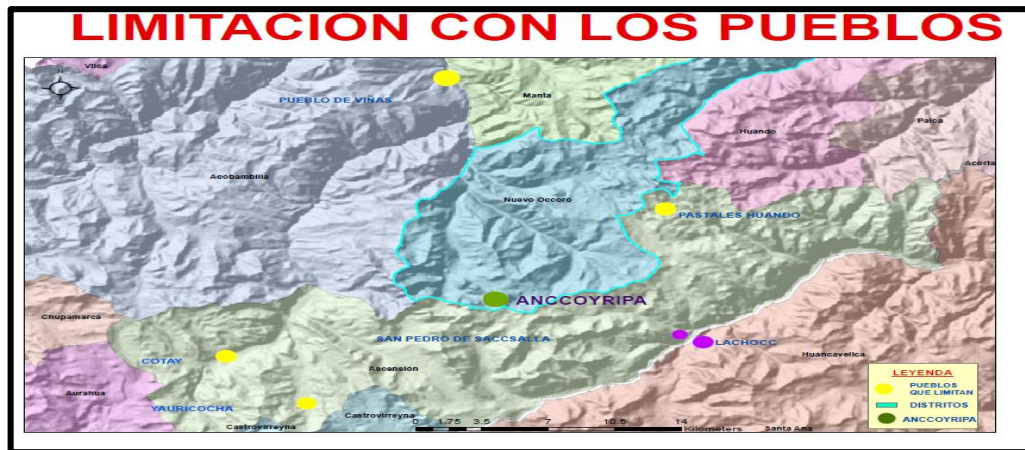 LIMITACION CON LOS PUEBLOS
Vilca
N
PUEBLO DE VIÑAS
Manta
Huando
Palca
Acoria
Acobambilla
Nuevo Occoro
PASTALES HUANDO
ANCCOYRIPA
Chupamarca
SAN PEDRO DE SACCSALLA
LACHOCC
Huancavelica
COTAY
Ascensión
Aurahua
YAURICOCHA
Castrovirreyna
Castrovirreyna
0 1.75 3.5 7 10.5 14
Kilometers
Santa Ana
LEYENDA
PUEBLOS
QUE LIMITAN
DISTRITOS
ANCCOYRIPA